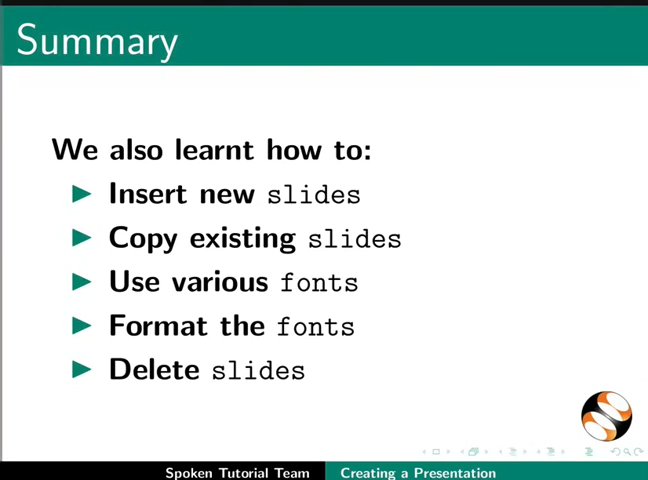 Summary
We also learnt how to:
Insert new slides
Copy existing slides
Use various fonts
Format the fonts
Delete slides
Spoken Tutorial Team Creating a Presentation